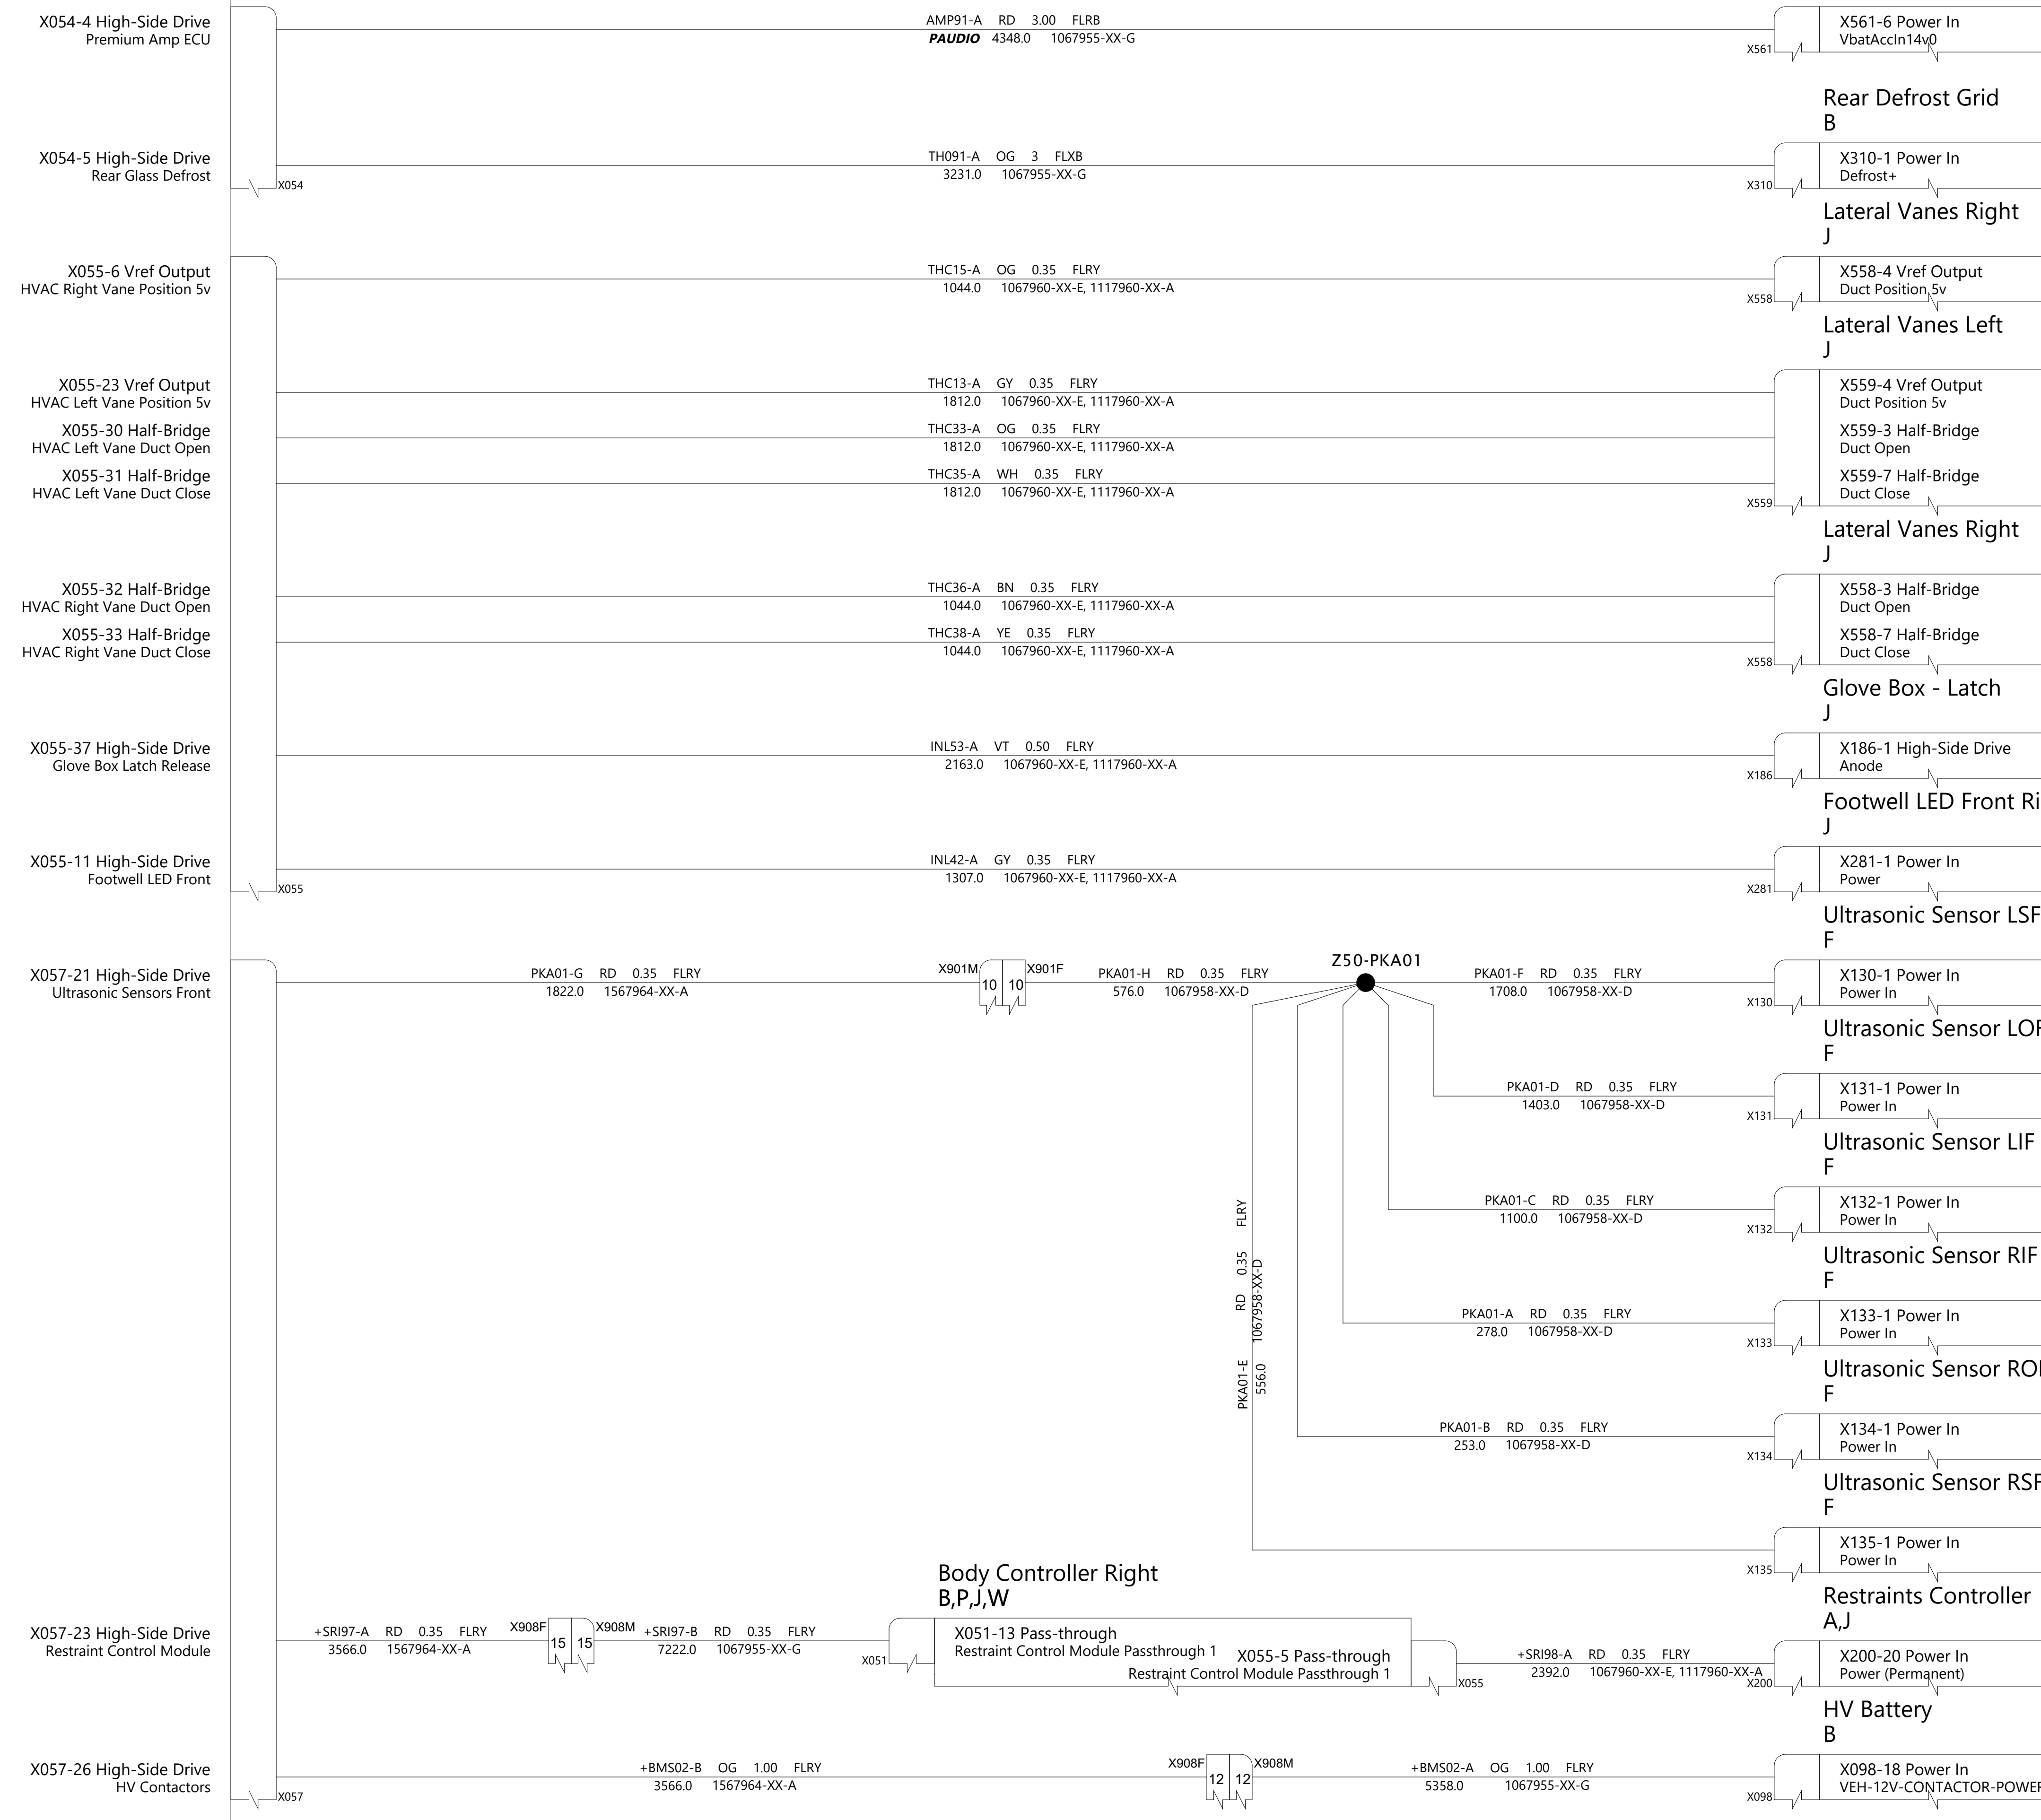 X054-4 High-Side Drive
Premium Amp ECU
AMP91-A RD 3.00 FLRB
PAUDIO 4348.0 1067955-XX-G
X561
X561-6 Power In
VbatAccIn14v0
Rear Defrost Grid
B
X054-5 High-Side Drive
Rear Glass Defrost
X054
TH091-A OG 3 FLXB
3231.0 1067955-XX-G
X310
X310-1 Power In
Defrost+
Lateral Vanes Right
J
X055-6 Vref Output
HVAC Right Vane Position 5v
THC15-A OG 0.35 FLRY
1044.0 1067960-XX-E, 1117960-XX-A
X558
X558-4 Vref Output
Duct Position 5v
Lateral Vanes Left
J
X055-23 Vref Output
HVAC Left Vane Position 5v
THC13-A GY 0.35 FLRY
1812.0 1067960-XX-E, 1117960-XX-A
X559-4 Vref Output
Duct Position 5v
X055-30 Half-Bridge
HVAC Left Vane Duct Open
THC33-A OG 0.35 FLRY
1812.0 1067960-XX-E, 1117960-XX-A
X559-3 Half-Bridge
Duct Open
X055-31 Half-Bridge
HVAC Left Vane Duct Close
THC35-A WH 0.35 FLRY
1812.0 1067960-XX-E, 1117960-XX-A
X559
X559-7 Half-Bridge
Duct Close
Lateral Vanes Right
J
X055-32 Half-Bridge
HVAC Right Vane Duct Open
THC36-A BN 0.35 FLRY
1044.0 1067960-XX-E, 1117960-XX-A
X558-3 Half-Bridge
Duct Open
X055-33 Half-Bridge
HVAC Right Vane Duct Close
THC38-A YE 0.35 FLRY
1044.0 1067960-XX-E, 1117960-XX-A
X558
X558-7 Half-Bridge
Duct Close
Glove Box - Latch
J
X055-37 High-Side Drive
Glove Box Latch Release
INL53-A VT 0.50 FLRY
2163.0 1067960-XX-E, 1117960-XX-A
X186
X186-1 High-Side Drive
Anode
Footwell LED Front Ri
J
X055-11 High-Side Drive
Footwell LED Front
X055
INL42-A GY 0.35 FLRY
1307.0 1067960-XX-E, 1117960-XX-A
X281
X281-1 Power In
Power
Ultrasonic Sensor LSF
F
X057-21 High-Side Drive
Ultrasonic Sensors Front
PKA01-G RD 0.35 FLRY
1822.0 1567964-XX-A
X901M
10 10
X901F
PKA01-H RD 0.35 FLRY
576.0 1067958-XX-D
Z50-PKA01
PKA01-F RD 0.35 FLRY
1708.0 1067958-XX-D
X130
X130-1 Power In
Power In
Ultrasonic Sensor LOF
F
PKA01-D RD 0.35 FLRY
1403.0 1067958-XX-D
X131
X131-1 Power In
Power In
Ultrasonic Sensor LIF
F
PKA01-C RD 0.35 FLRY
1100.0 1067958-XX-D
X132
X132-1 Power In
Power In
Ultrasonic Sensor RIF
F
PKA01-A RD 0.35 FLRY
278.0 1067958-XX-D
X133
X133-1 Power In
Power In
Ultrasonic Sensor ROF
F
PKA01-B RD 0.35 FLRY
253.0 1067958-XX-D
X134
X134-1 Power In
Power In
Ultrasonic Sensor RSF
F
PKA01-E RD 0.35 FLRY
556.0 1067958-XX-D
X135
X135-1 Power In
Power In
Body Controller Right
B,P,J,W
Restraints Controller
A,J
X057-23 High-Side Drive
Restraint Control Module
+SRI97-A RD 0.35 FLRY
3566.0 1567964-XX-A
X908F
15 15
X908M
+SRI97-B RD 0.35 FLRY
7222.0 1067955-XX-G
X051
X051-13 Pass-through
Restraint Control Module Passthrough 1
X055-5 Pass-through
Restraint Control Module Passthrough 1
X055
+SRI98-A RD 0.35 FLRY
2392.0 1067960-XX-E, 1117960-XX-A
X200
X200-20 Power In
Power (Permanent)
HV Battery
B
X057-26 High-Side Drive
HV Contactors
X057
+BMS02-B OG 1.00 FLRY
3566.0 1567964-XX-A
X908F
12 12
X908M
+BMS02-A OG 1.00 FLRY
5358.0 1067955-XX-G
X098
X098-18 Power In
VEH-12V-CONTACTOR-POWER